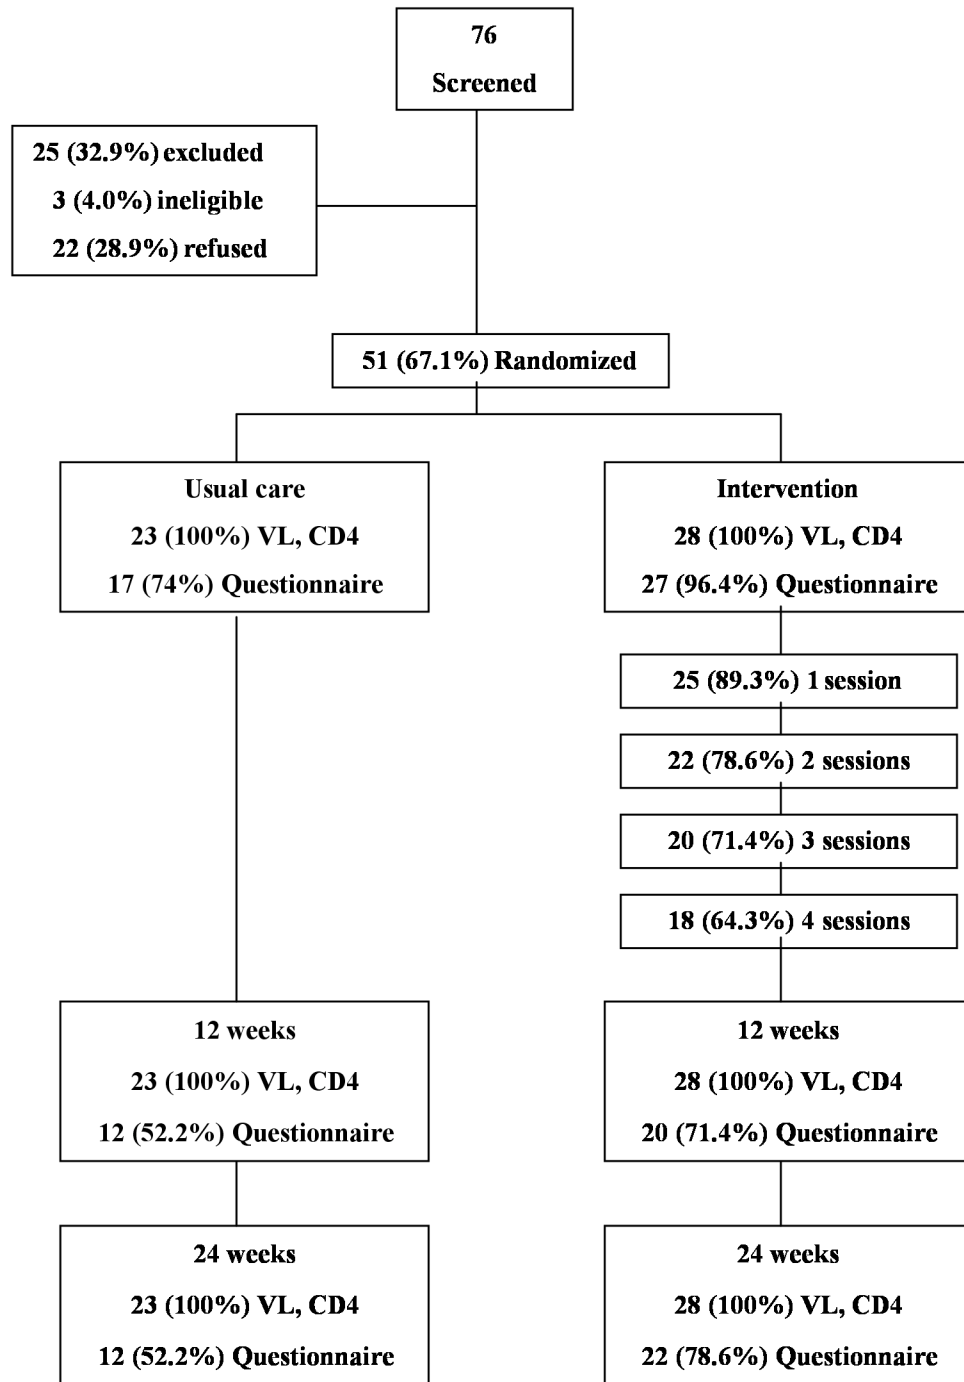 76
Screened
25 (32.9%) excluded
3 (4.0%) ineligible
22 (28.9%) refused
51 (67.1%) Randomized
Usual care
23 (100%) VL, CD4
17 (74%) Questionnaire
Intervention
28 (100%) VL, CD4
27 (96.4%) Questionnaire
25 (89.3%) 1 session
22 (78.6%) 2 sessions
20 (71.4%) 3 sessions
18 (64.3%) 4 sessions
12 weeks
23 (100%) VL, CD4
12 (52.2%) Questionnaire
12 weeks
28 (100%) VL, CD4
20 (71.4%) Questionnaire
24 weeks
23 (100%) VL, CD4
12 (52.2%) Questionnaire
24 weeks
28 (100%) VL, CD4
22 (78.6%) Questionnaire